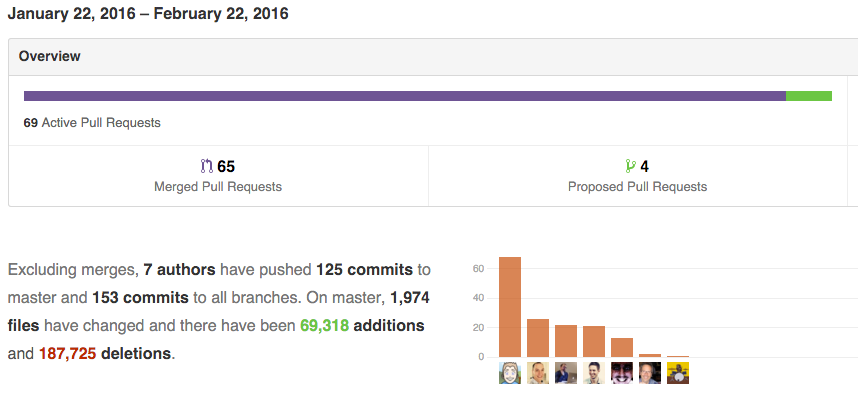 January 22, 2016 – February 22, 2016
Overview
69 Active Pull Requests
65
Merged Pull Requests
4
Proposed Pull Requests
Excluding merges, 7 authors have pushed 125 commits to
master and 153 commits to all branches. On master, 1,974
files have changed and there have been 69,318 additions
and 187,725 deletions.
60
40
20
0